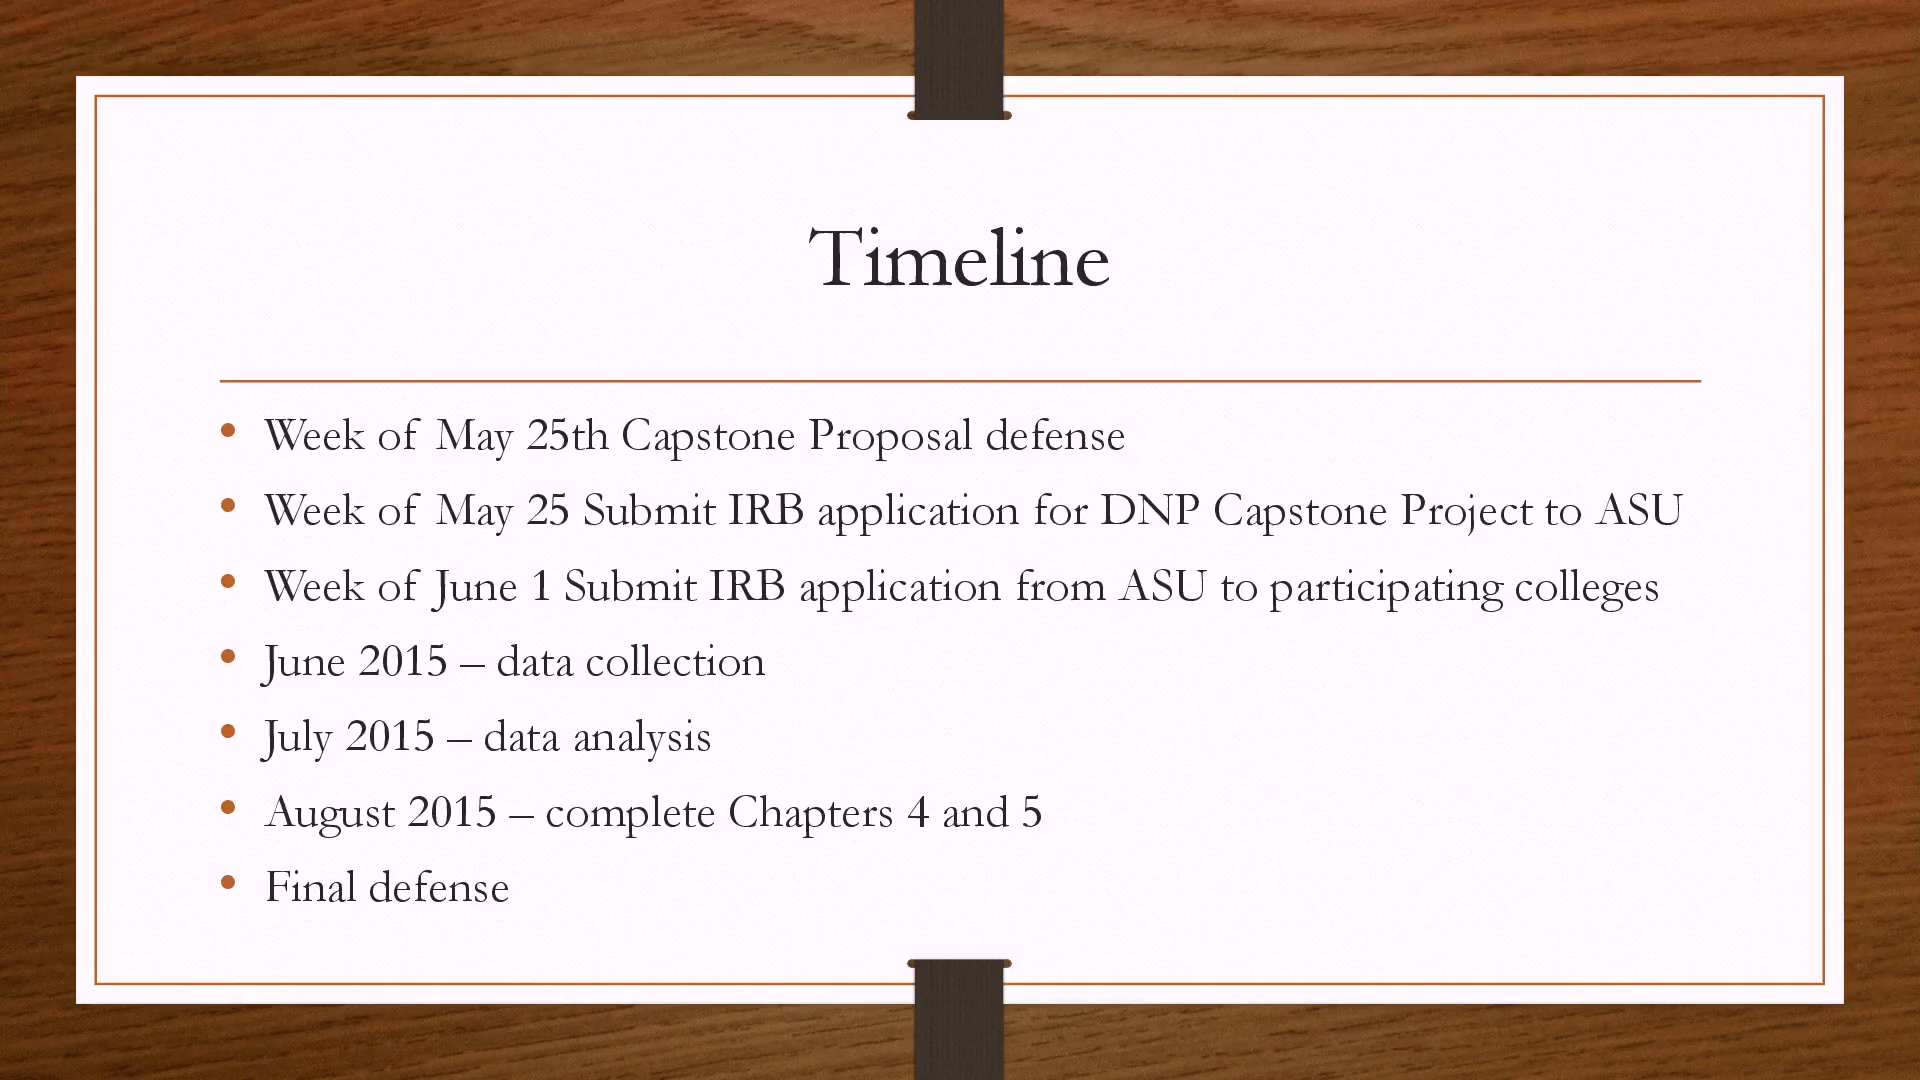 Timeline
• Week of May 25th Capstone Proposal defense
• Week of May 25 Submit IRB application for DNP Capstone Project to ASU
• Week of June 1 Submit IRB application from ASU to participating colleges
• June 2015 – data collection
• July 2015 – data analysis
• August 2015 – complete Chapters 4 and 5
• Final defense